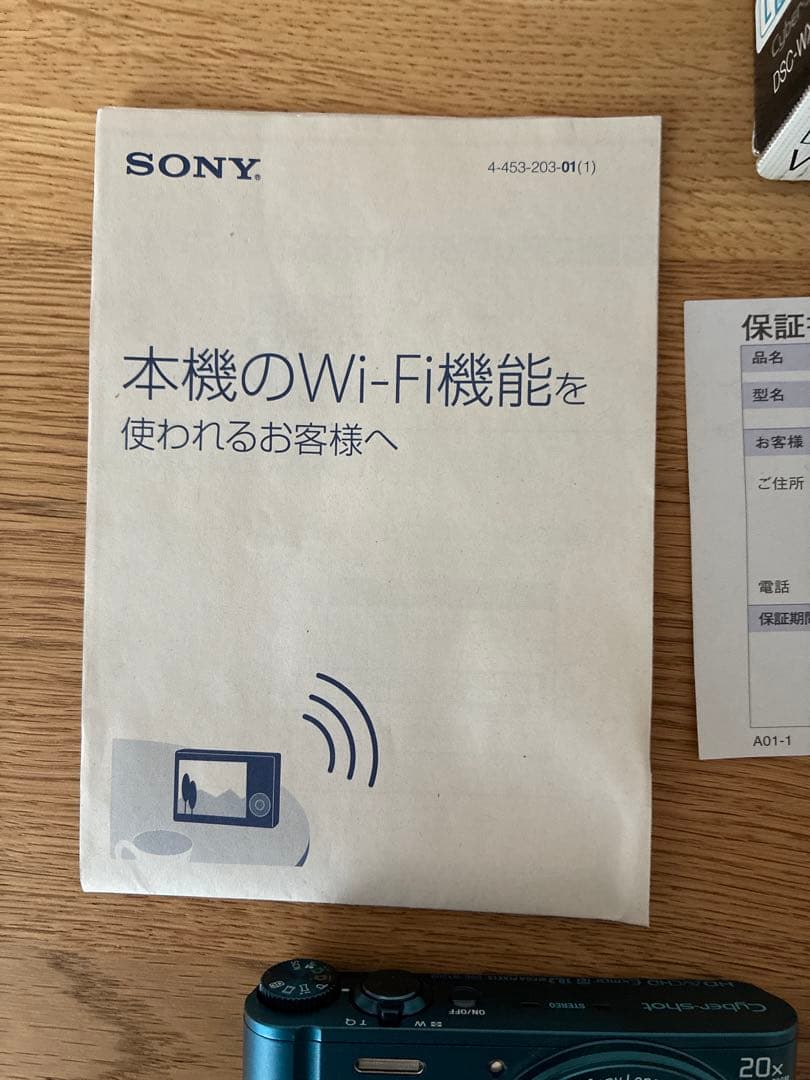 SONY®
4-453-203-01(1)
本機のWi-Fi機能を
使われるお客様へ
DSC-W
保証
品名
型名
お客様
ご住所
電話
保証期間
A01-1
ON/OFF
STEREO
W
T
Cyber-shot
20x